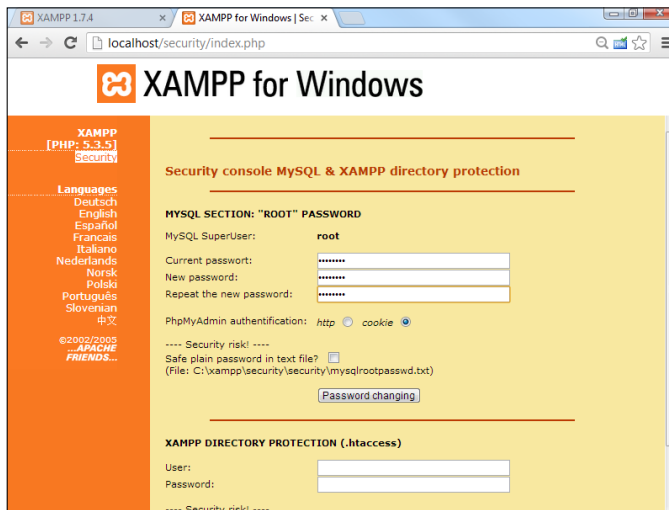 XAMPP 1.7.4
XAMPP for Windows | Sec
localhost/security/index.php
XAMPP for Windows
XAMPP
[PHP: 5.3.5]
Security
Languages
Deutsch
English
Español
Francais
Italiano
Nederlands
Norsk
Polski
Português
Slovenian
中文
©2002/2005
...APACHE
FRIENDS...
Security console MySQL & XAMPP directory protection
MYSQL SECTION: "ROOT" PASSWORD
MySQL SuperUser: root
Current passwort: ••••••••
New password: ••••••••
Repeat the new password: ••••••••
PhpMyAdmin authentification: http cookie
---- Security risk! ----
Safe plain password in text file?
(File: C:\xampp\security\security\mysqlrootpasswd.txt)
Password changing
XAMPP DIRECTORY PROTECTION (.htaccess)
User:
Password:
---- Security risk! ----